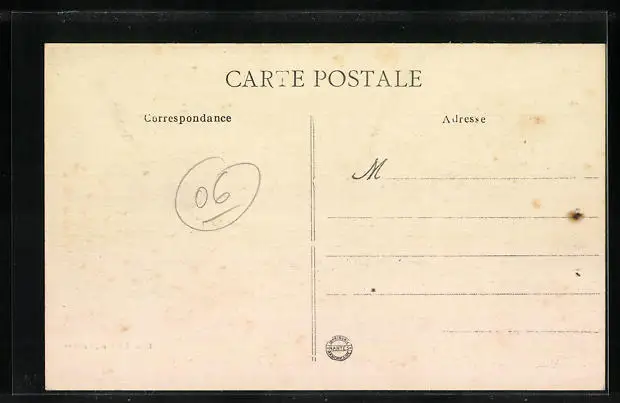 CARTE POSTALE
Correspondance
Adresse
M
06